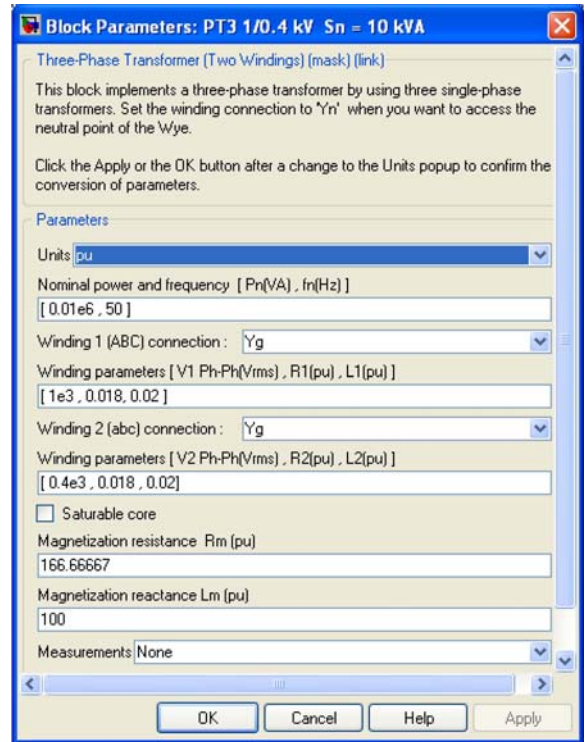 Block Parameters: PT3 1/0.4 kV Sn = 10 kVA
Three-Phase Transformer (Two Windings) (mask) (link)
This block implements a three-phase transformer by using three single-phase
transformers. Set the winding connection to 'Yn' when you want to access the
neutral point of the Wye.
Click the Apply or the OK button after a change to the Units popup to confirm the
conversion of parameters.
Parameters
Units pu
Nominal power and frequency [ Pn(VA) , fn(Hz) ]
[ 0.01e6 , 50 ]
Winding 1 (ABC) connection : Yg
Winding parameters [ V1 Ph-Ph(Vrms) , R1(pu) , L1(pu) ]
[ 1e3 , 0.018, 0.02 ]
Winding 2 (abc) connection : Yg
Winding parameters [ V2 Ph-Ph(Vrms) , R2(pu) , L2(pu) ]
[ 0.4e3 , 0.018 , 0.02]
Saturable core
Magnetization resistance Rm (pu)
166.66667
Magnetization reactance Lm (pu)
100
Measurements None
OK Cancel Help Apply